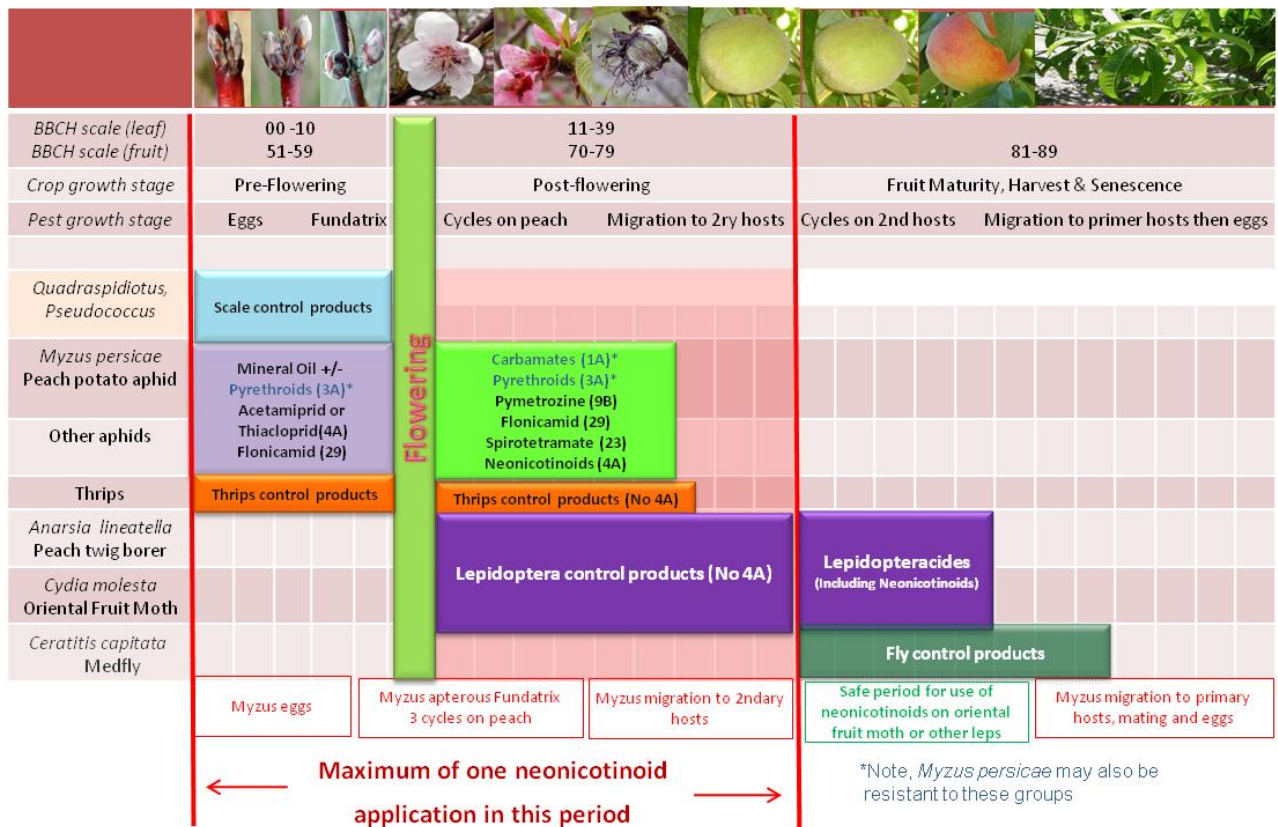 BBCH scale (leaf)
BBCH scale (fruit)
00 -10
51-59
11-39
70-79
81-89
Crop growth stage
Pre-Flowering
Post-flowering
Fruit Maturity, Harvest & Senescence
Pest growth stage
Eggs
Fundatrix
Cycles on peach
Migration to 2ry hosts
Cycles on 2nd hosts
Migration to primer hosts then eggs
Flowering
Quadraspidiotus,
Pseudococcus
Scale control products
Myzus persicae
Peach potato aphid
Other aphids
Mineral Oil +/-
Pyrethroids (3A)*
Acetamiprid or
Thiacloprid(4A)
Flonicamid (29)
Carbamates (1A)*
Pyrethroids (3A)*
Pymetrozine (9B)
Flonicamid (29)
Spirotetramate (23)
Neonicotinoids (4A)
Thrips
Thrips control products
Thrips control products (No 4A)
Anarsia lineatella
Peach twig borer
Cydia molesta
Oriental Fruit Moth
Lepidoptera control products (No 4A)
Lepidopteracides
(Including Neonicotinoids)
Ceratitis capitata
Medfly
Fly control products
Myzus eggs
Myzus apterous Fundatrix
3 cycles on peach
Myzus migration to 2ndary
hosts
Safe period for use of
neonicotinoids on oriental
fruit moth or other leps
Myzus migration to primary
hosts, mating and eggs
Maximum of one neonicotinoid
application in this period
*Note, Myzus persicae may also be
resistant to these groups